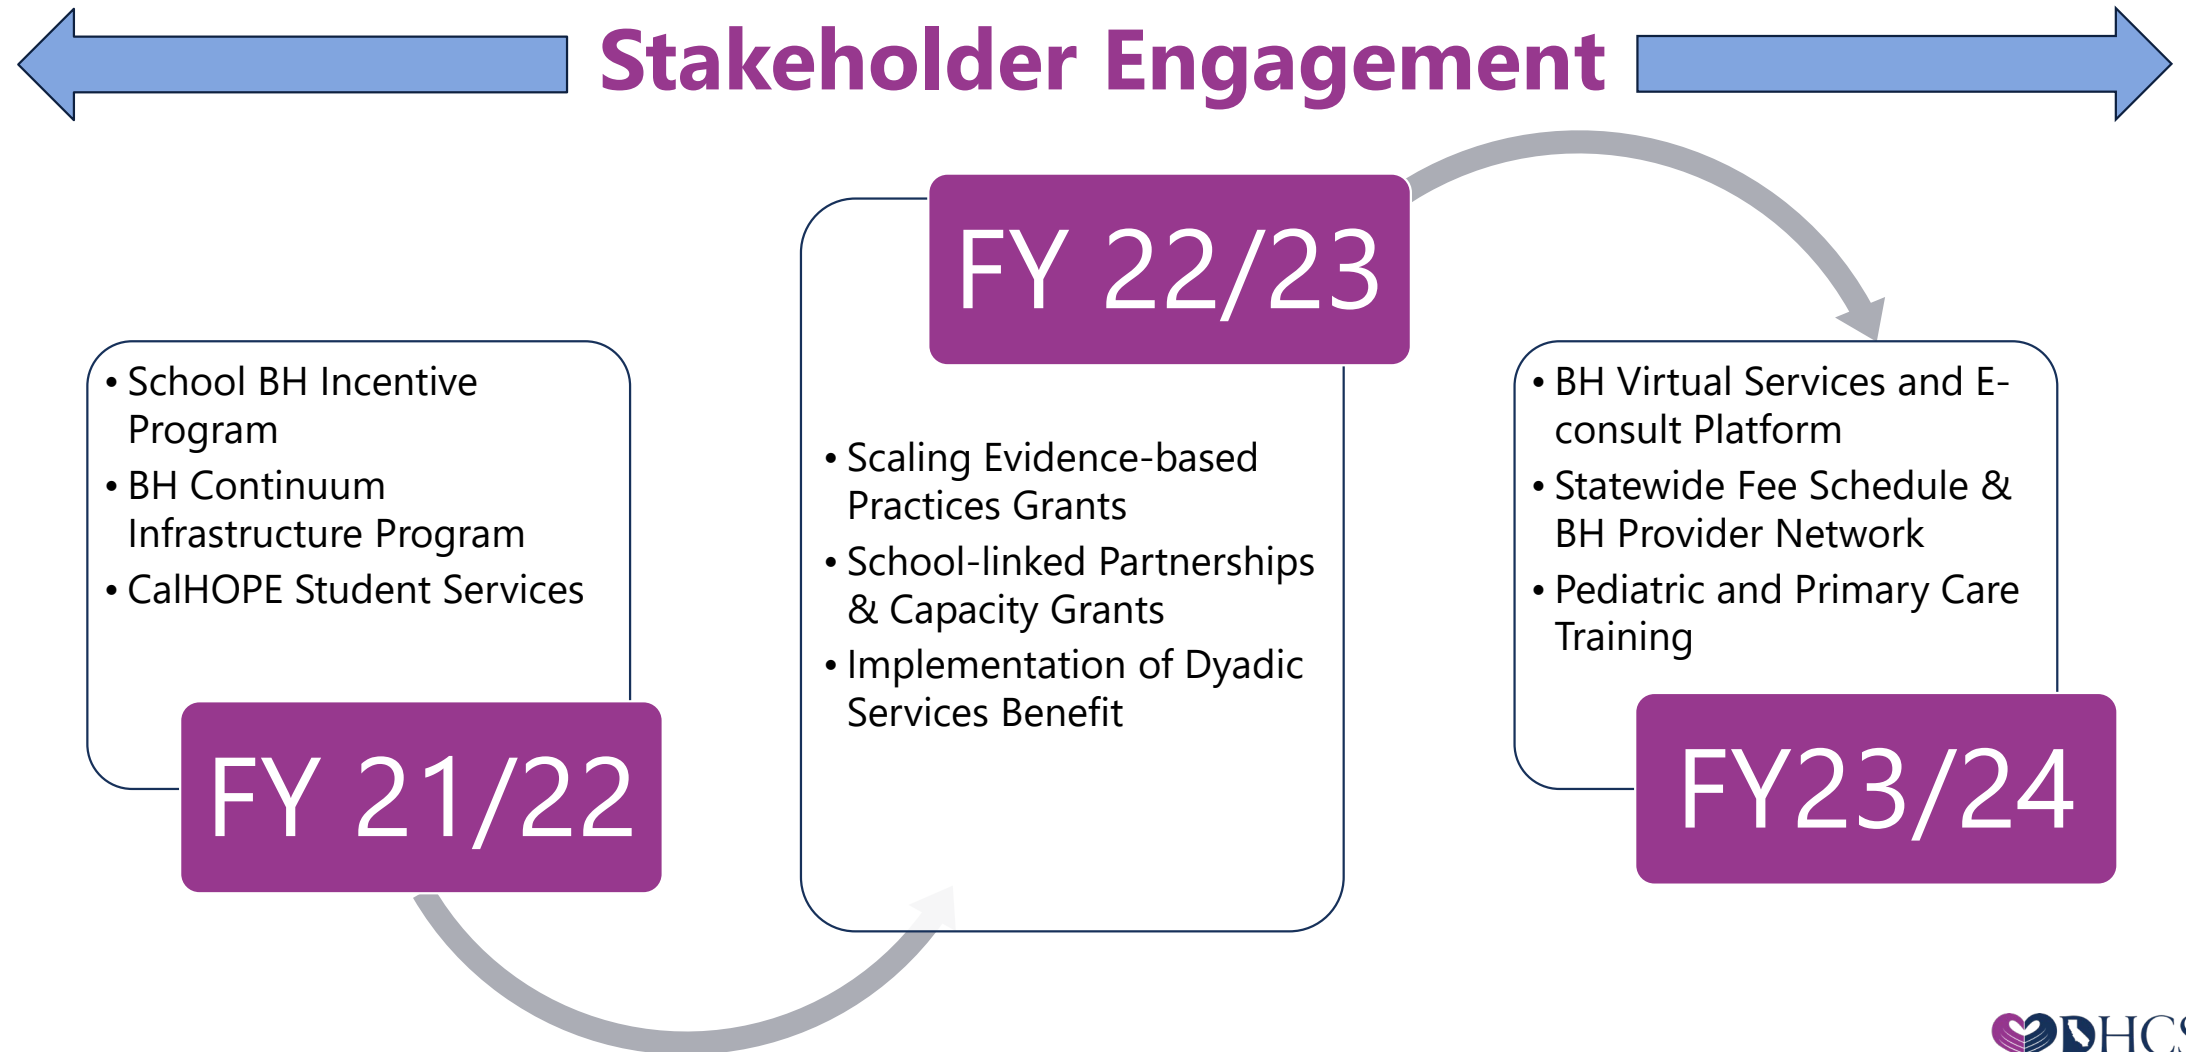 Stakeholder Engagement
• School BH Incentive
Program
• BH Continuum
Infrastructure Program
• CalHOPE Student Services
FY 21/22
FY 22/23
• Scaling Evidence-based
Practices Grants
• School-linked Partnerships
& Capacity Grants
• Implementation of Dyadic
Services Benefit
• BH Virtual Services and E-
consult Platform
• Statewide Fee Schedule &
BH Provider Network
• Pediatric and Primary Care
Training
FY23/24
DHCS